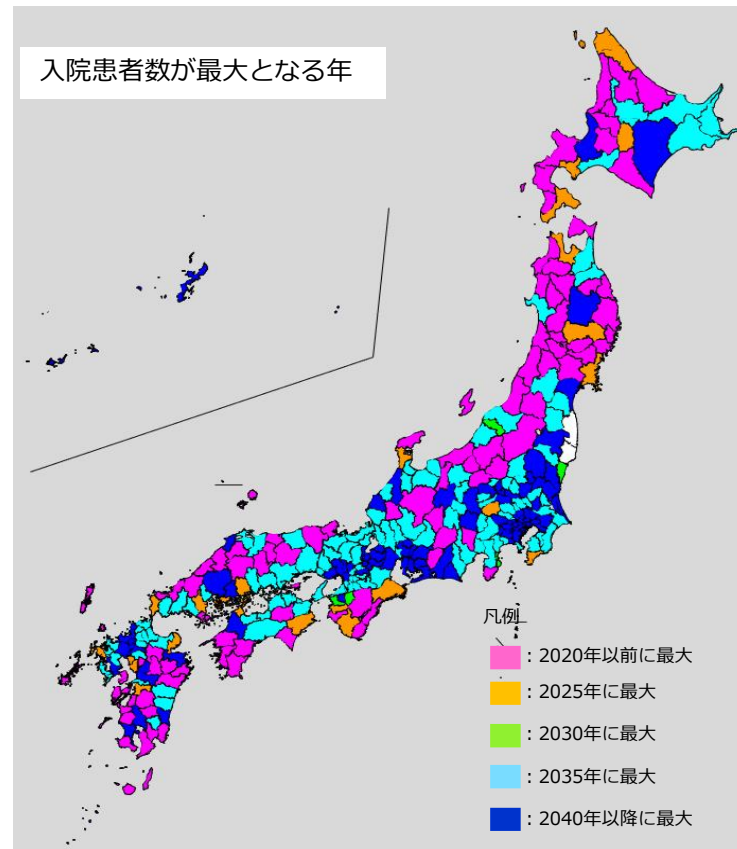 入院患者数が最大となる年
凡例
：2020年以前に最大
：2025年に最大
：2030年に最大
：2035年に最大
：2040年以降に最大